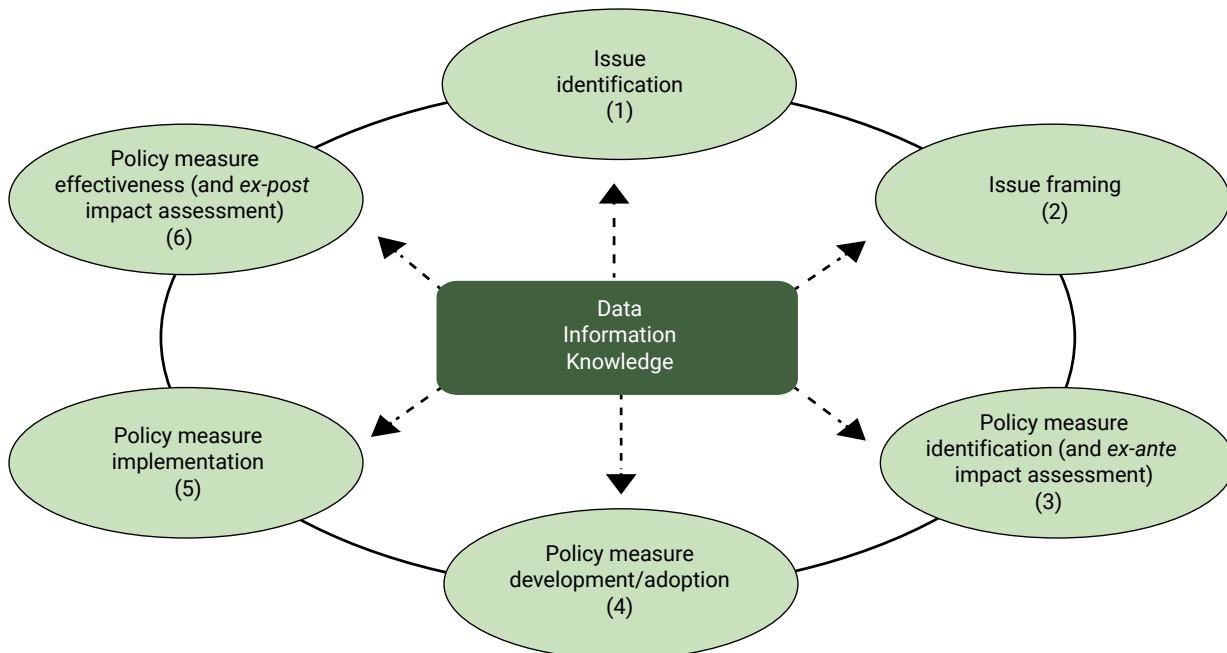 Issue
identification
(1)
Issue framing
(2)
Policy measure
identification (and ex-ante
impact assessment)
(3)
Policy measure
development/adoption
(4)
Policy measure
implementation
(5)
Policy measure
effectiveness (and ex-post
impact assessment)
(6)
Data
Information
Knowledge